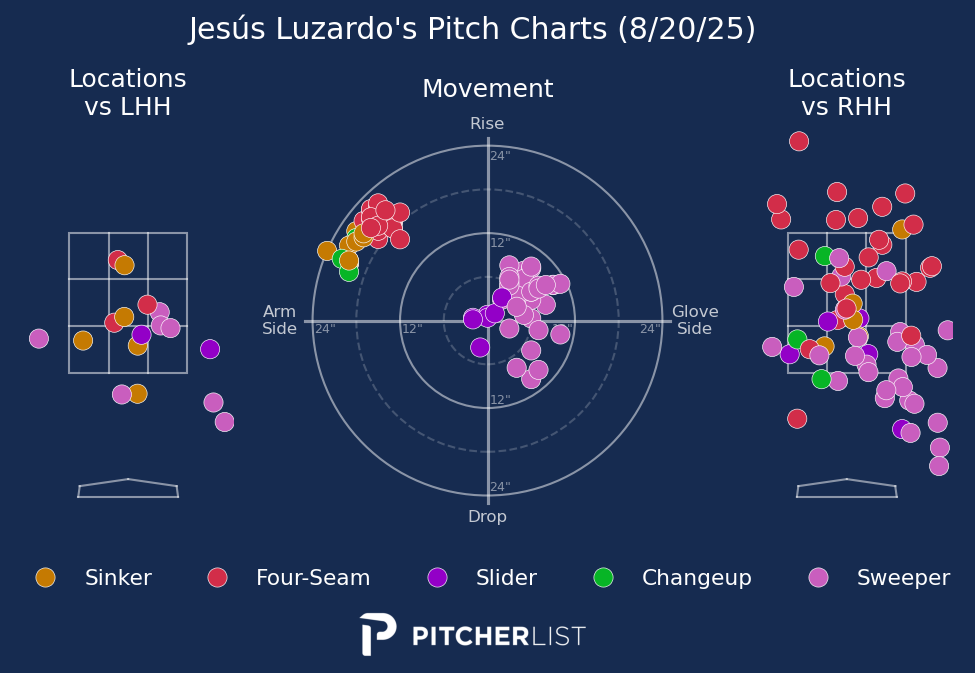 Jesús Luzardo's Pitch Charts (8/20/25)
Locations
vs LHH
Movement
Locations
vs RHH
Rise
24"
12"
Arm
Side
24"
12"
24"
Glove
Side
12"
24"
Drop
Sinker
Four-Seam
Slider
Changeup
Sweeper
PITCHERLIST